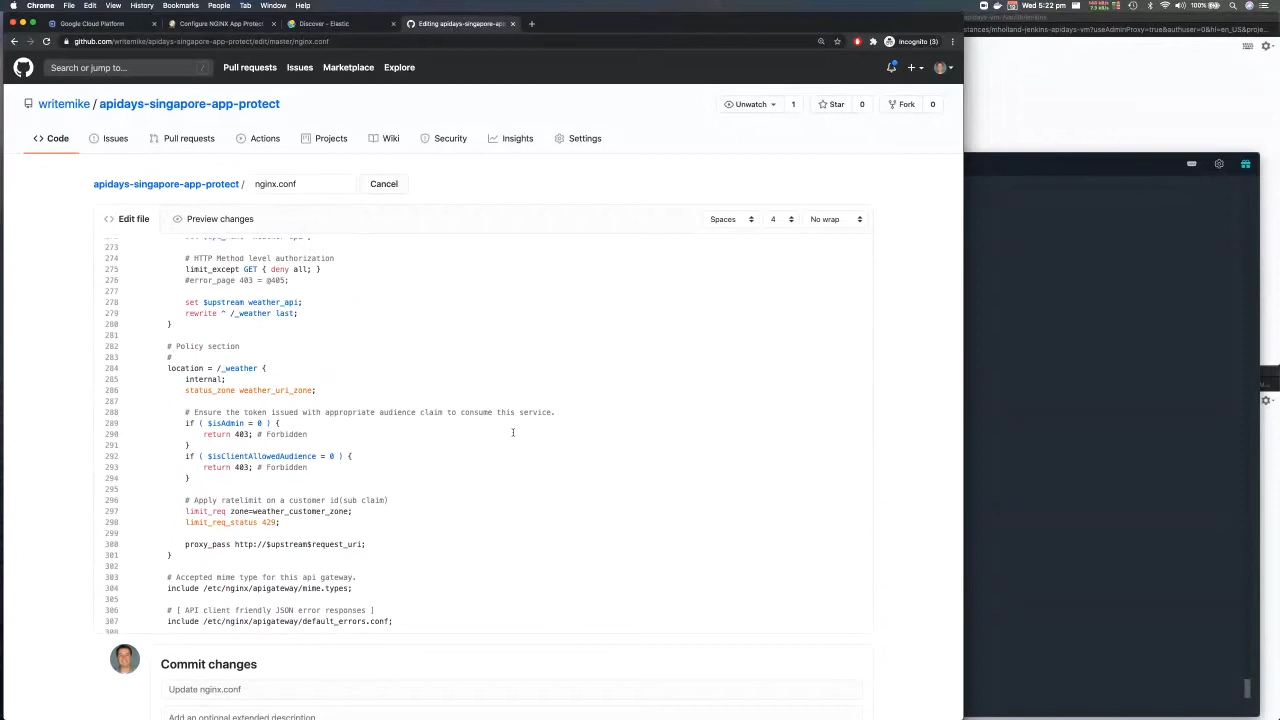 Chrome File Edit View History Bookmarks People Tab Window Help
100% Wed 5:22 pm
Google Cloud Platform
Configure NGINX App Protect
Discover - Elastic
Editing apidays-singapore-app
github.com/writemike/apidays-singapore-app-protect/edit/master/nginx.conf
Incognito (3)
Search or jump to... /
Pull requests Issues Marketplace Explore
writemike / apidays-singapore-app-protect
Unwatch 1 Star 0 Fork 0
Code Issues Pull requests Actions Projects Wiki Security Insights Settings
apidays-singapore-app-protect / nginx.conf Cancel
Edit file Preview changes Spaces 4 No wrap
273
274 # HTTP Method level authorization
275 limit_except GET { deny all; }
276 #error_page 403 = @405;
277
278 set $upstream weather_api;
279 rewrite ^ /_weather last;
280 }
281
282 # Policy section
283 #
284 location = /_weather {
285 internal;
286 status_zone weather_uri_zone;
287
288 # Ensure the token issued with appropriate audience claim to consume this service.
289 if ( $isAdmin = 0 ) {
290 return 403; # Forbidden
291 }
292 if ( $isClientAllowedAudience = 0 ) {
293 return 403; # Forbidden
294 }
295
296 # Apply ratelimit on a customer id(sub claim)
297 limit_req zone=weather_customer_zone;
298 limit_req_status 429;
299
300 proxy_pass http://$upstream$request_uri;
301 }
302
303 # Accepted mime type for this api gateway.
304 include /etc/nginx/apigateway/mime.types;
305
306 # [ API client friendly JSON error responses ]
307 include /etc/nginx/apigateway/default_errors.conf;
308
Commit changes
Update nginx.conf
Add an optional extended description